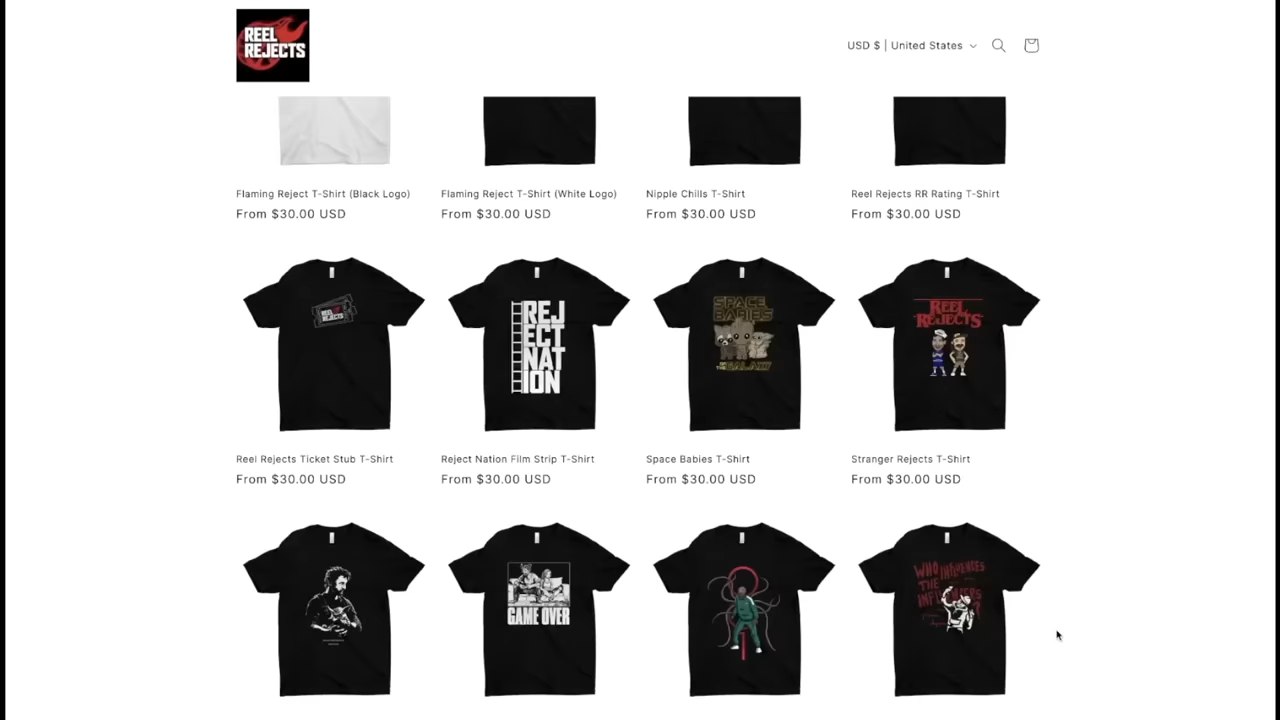 REEL
REJECTS
USD $ | United States
Flaming Reject T-Shirt (Black Logo)
From $30.00 USD
Flaming Reject T-Shirt (White Logo)
From $30.00 USD
Nipple Chills T-Shirt
From $30.00 USD
Reel Rejects RR Rating T-Shirt
From $30.00 USD
REEL
REJECTS
REJ
ECT
NAT
ION
SPACE
BABIES
GALAXY
REEL
REJECTS
Reel Rejects Ticket Stub T-Shirt
From $30.00 USD
Reject Nation Film Strip T-Shirt
From $30.00 USD
Space Babies T-Shirt
From $30.00 USD
Stranger Rejects T-Shirt
From $30.00 USD
GAME OVER
WHO INFLUENCES
THE